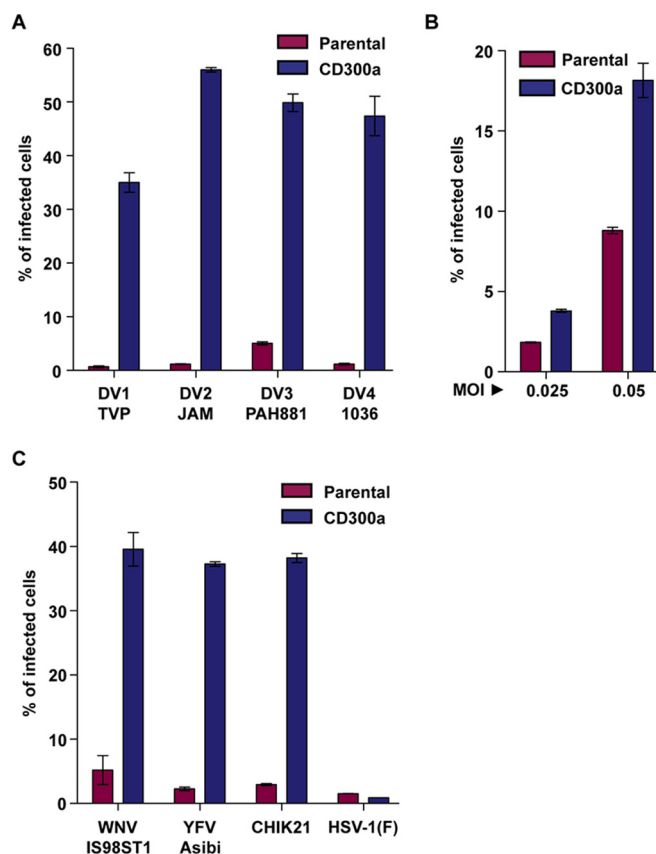 A
% of infected cells
60
50
40
30
20
10
0
Parental
CD300a
DV1 DV2 DV3 DV4
TVP JAM PAH881 1036
B
% of infected cells
20
15
10
5
0
Parental
CD300a
MOI ► 0.025 0.05
C
% of infected cells
50
40
30
20
10
0
Parental
CD300a
WNV YFV CHIK21 HSV-1(F)
IS98ST1 Asibi